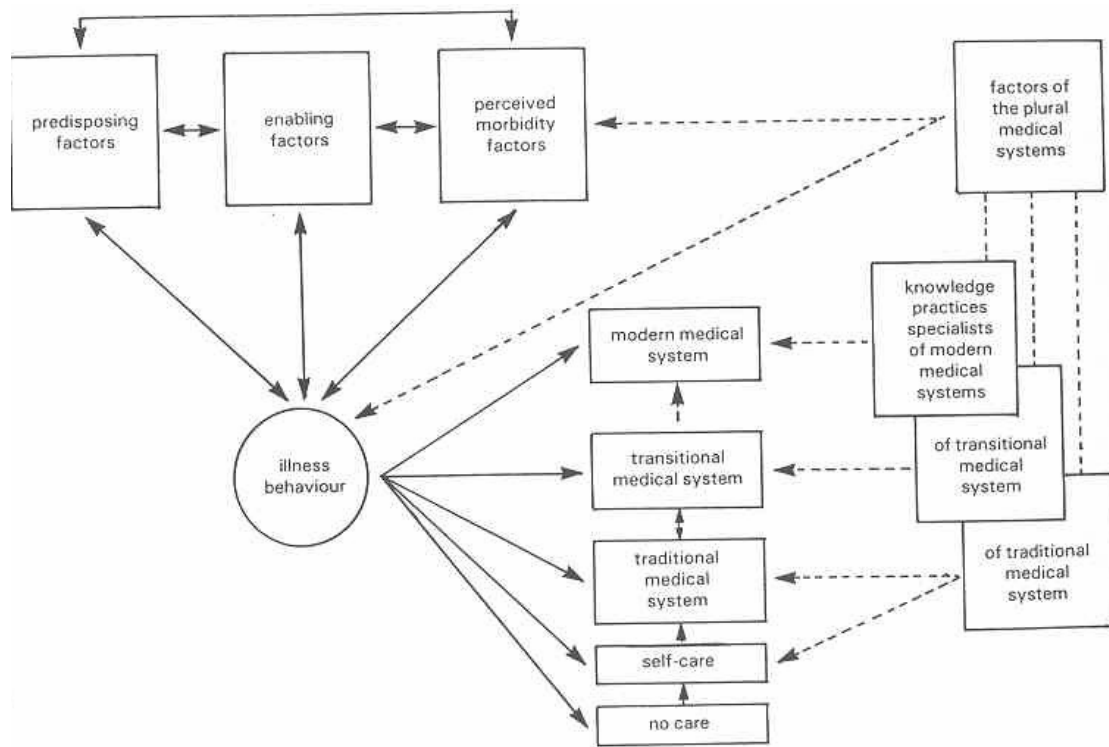 predisposing
factors
enabling
factors
perceived
morbidity
factors
factors of
the plural
medical
systems
knowledge
practices
specialists
of modern
medical
systems
modern medical
system
of transitional
medical
system
transitional
medical system
illness
behaviour
of traditional
medical
system
traditional
medical
system
self-care
no care